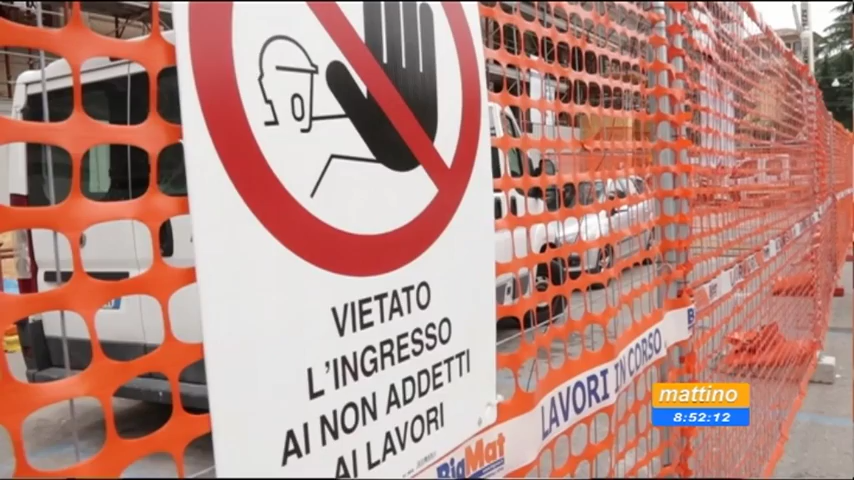 VIETATO
L'INGRESSO
AI NON ADDETTI
AI LAVORI
BigMat
LAVORI IN CORSO
mattino
8:52:12